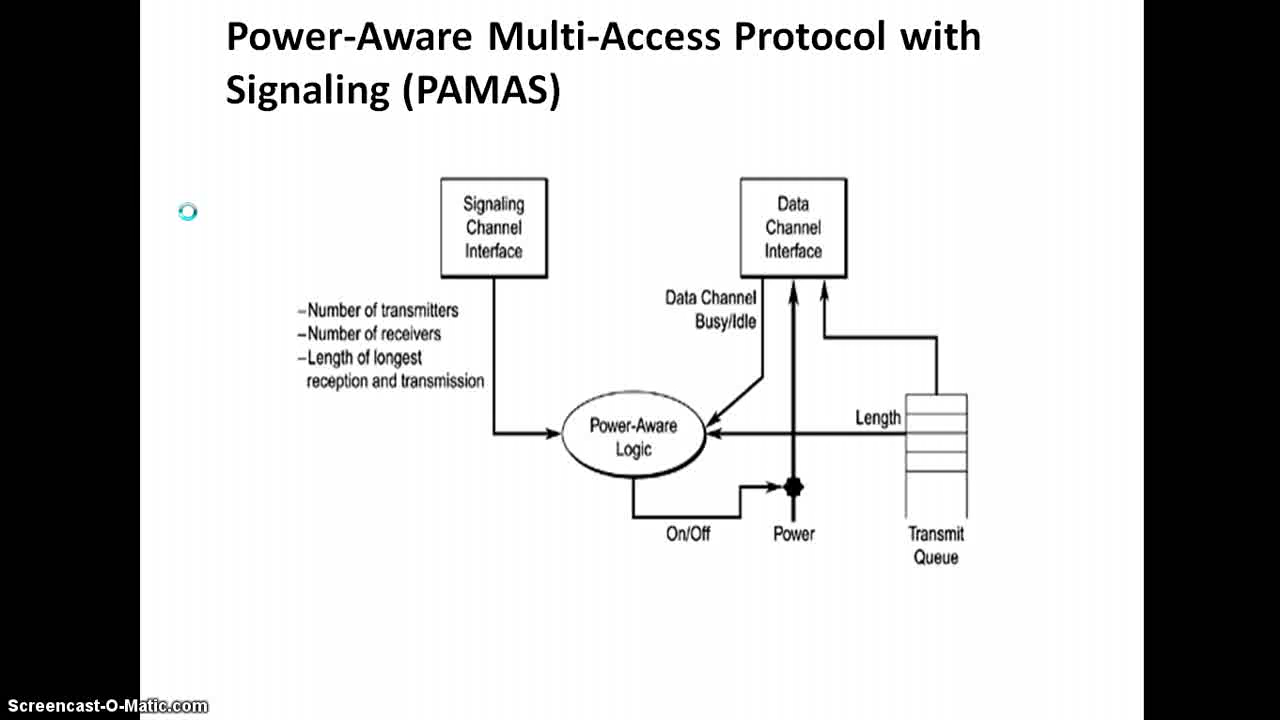 Power-Aware Multi-Access Protocol with
Signaling (PAMAS)
Signaling
Channel
Interface
Data
Channel
Interface
–Number of transmitters
–Number of receivers
–Length of longest
reception and transmission
Data Channel
Busy/Idle
Power-Aware
Logic
Length
On/Off
Power
Transmit
Queue
Screencast-O-Matic.com